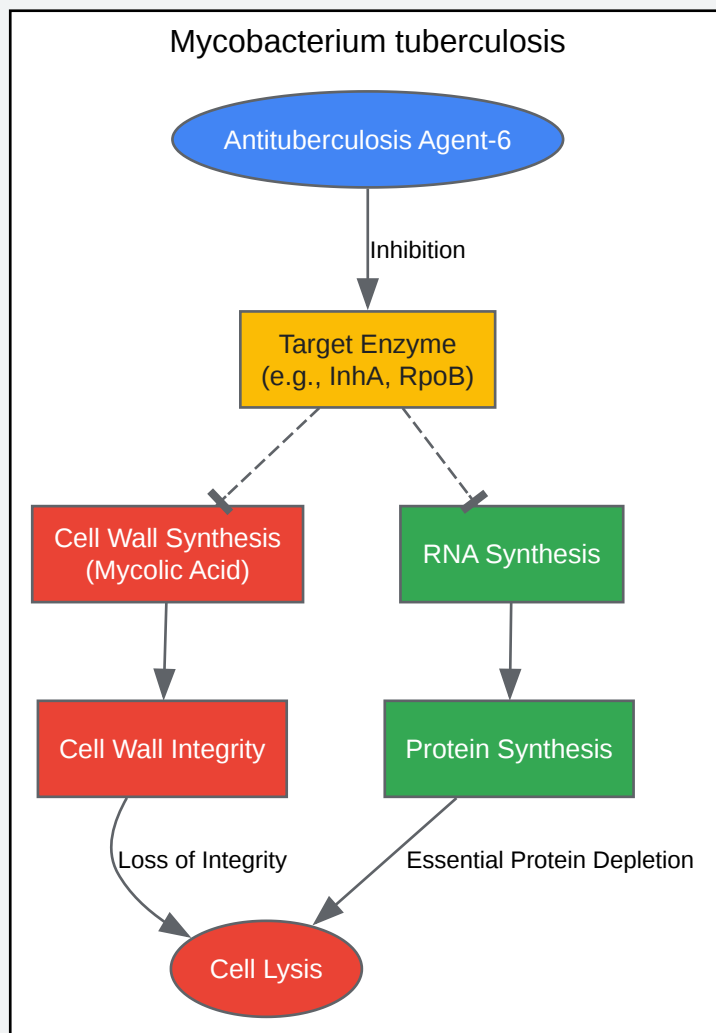 Mycobacterium tuberculosis
Antituberculosis Agent-6
Inhibition
Target Enzyme
(e.g., InhA, RpoB)
Cell Wall Synthesis
(Mycolic Acid)
RNA Synthesis
Cell Wall Integrity
Protein Synthesis
Loss of Integrity
Essential Protein Depletion
Cell Lysis